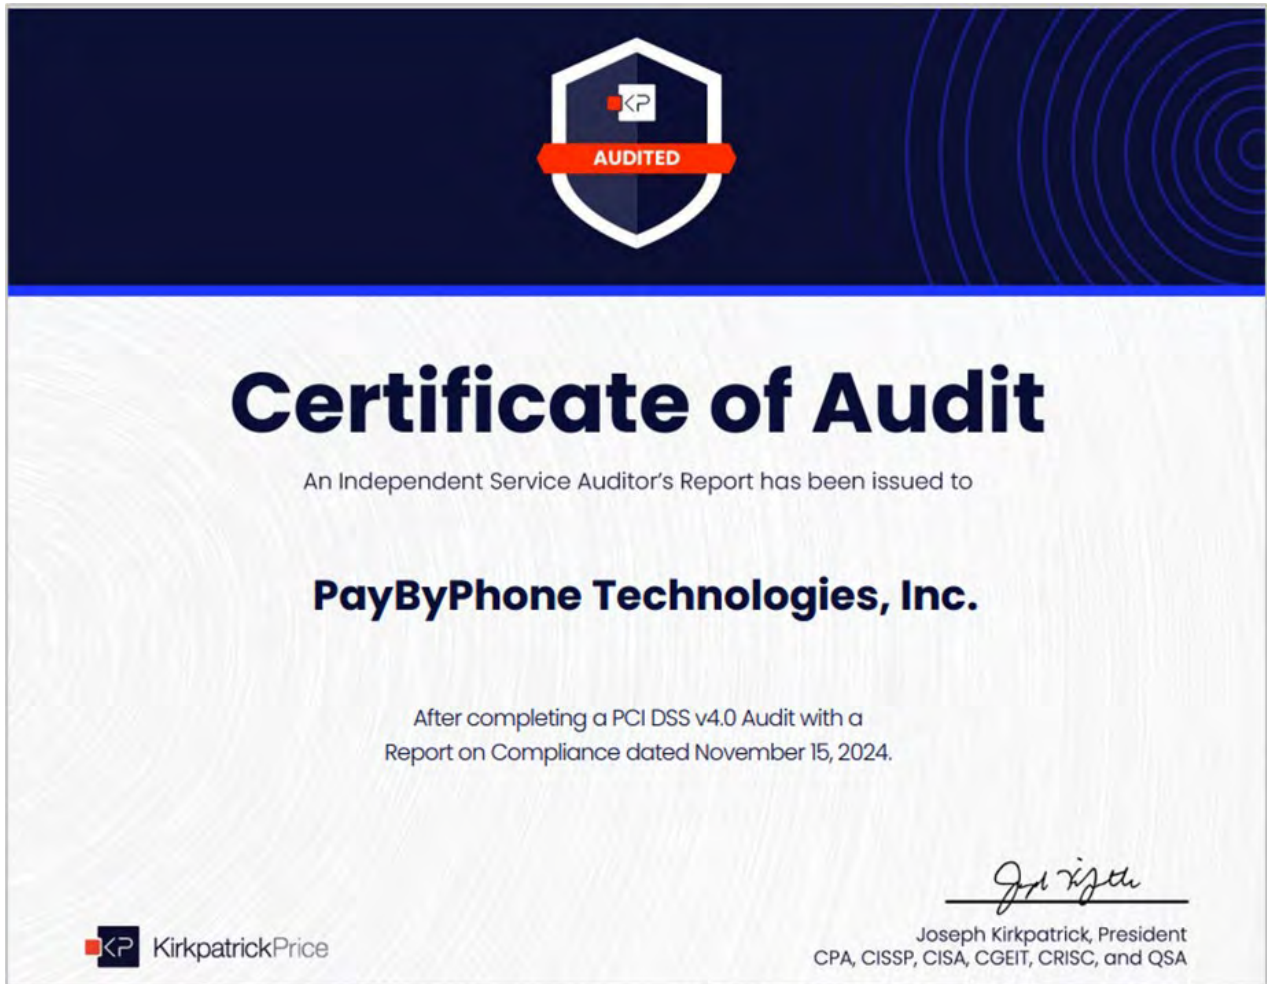 KP
AUDITED
Certificate of Audit
An Independent Service Auditor's Report has been issued to
PayByPhone Technologies, Inc.
After completing a PCI DSS v4.0 Audit with a
Report on Compliance dated November 15, 2024.
KP KirkpatrickPrice
Joseph Kirkpatrick, President
CPA, CISSP, CISA, CGEIT, CRISC, and QSA